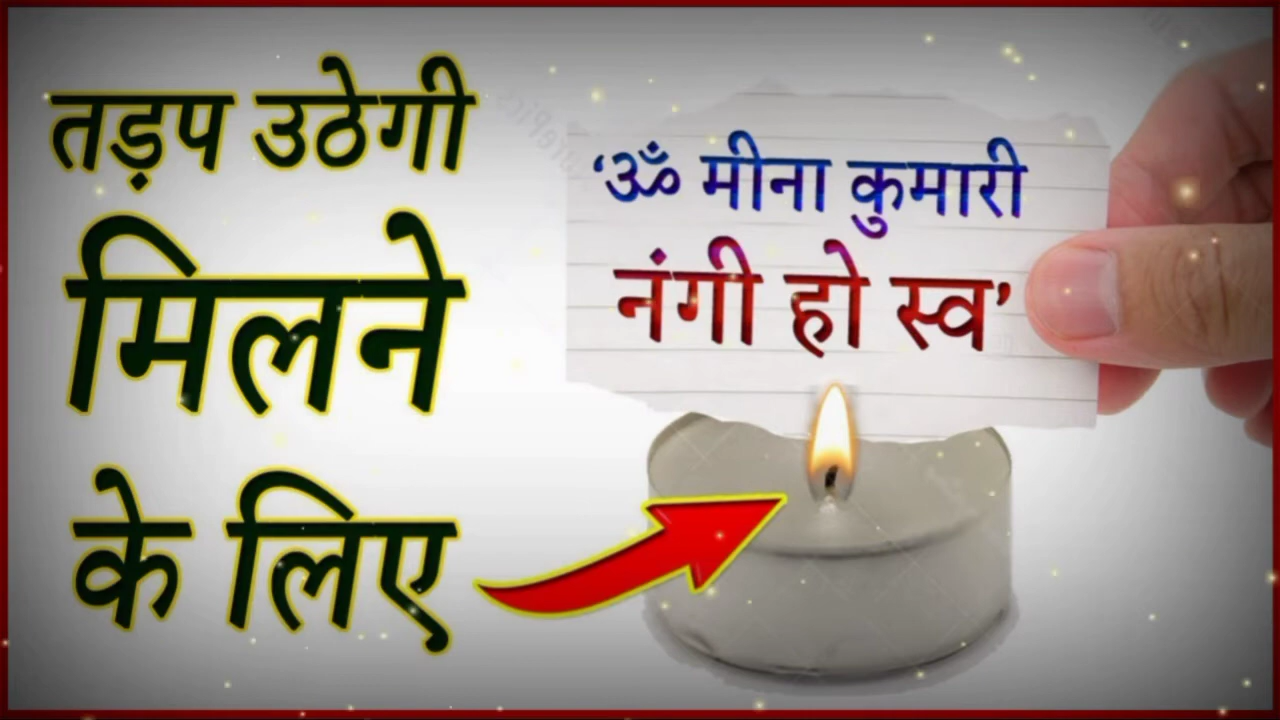 तड़प उठेगी
मिलने
के लिए
‘ॐ मीना कुमारी
नंगी हो स्व’